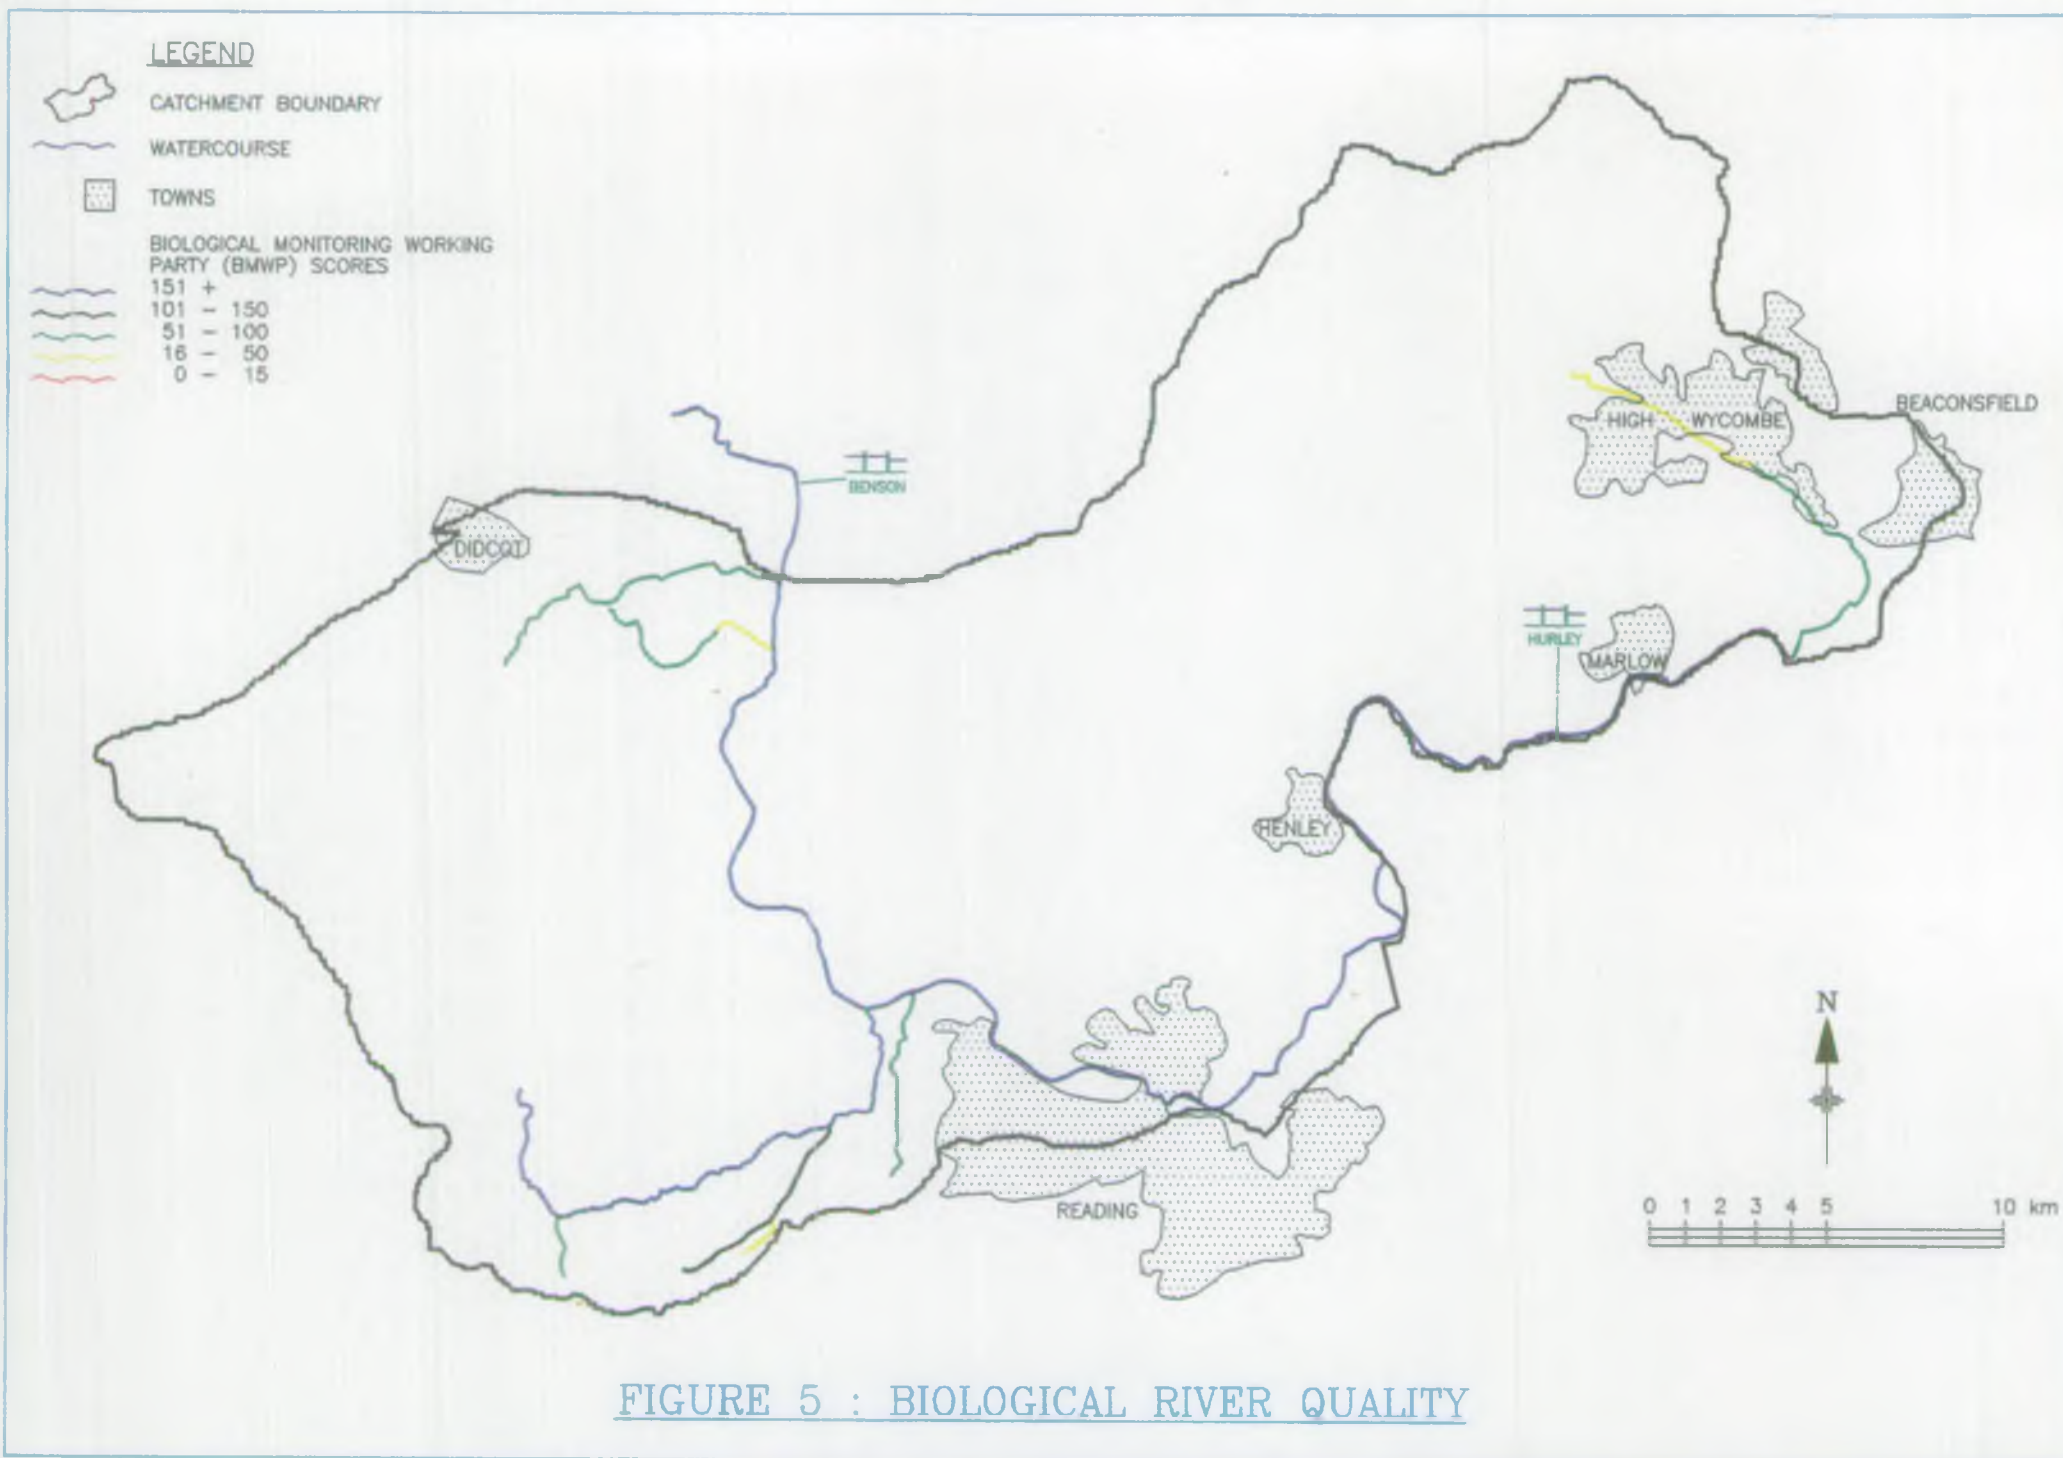 LEGEND
CATCHMENT BOUNDARY
WATERCOURSE
TOWNS
BIOLOGICAL MONITORING WORKING
PARTY (BMWP) SCORES
151 +
101 - 150
51 - 100
16 - 50
0 - 15
BEACONSFIELD
HIGH WYCOMBE
BENSON
DIDCOT
HURLEY
MARLOW
HENLEY
N
READING
0 1 2 3 4 5 10 km
FIGURE 5 : BIOLOGICAL RIVER QUALITY